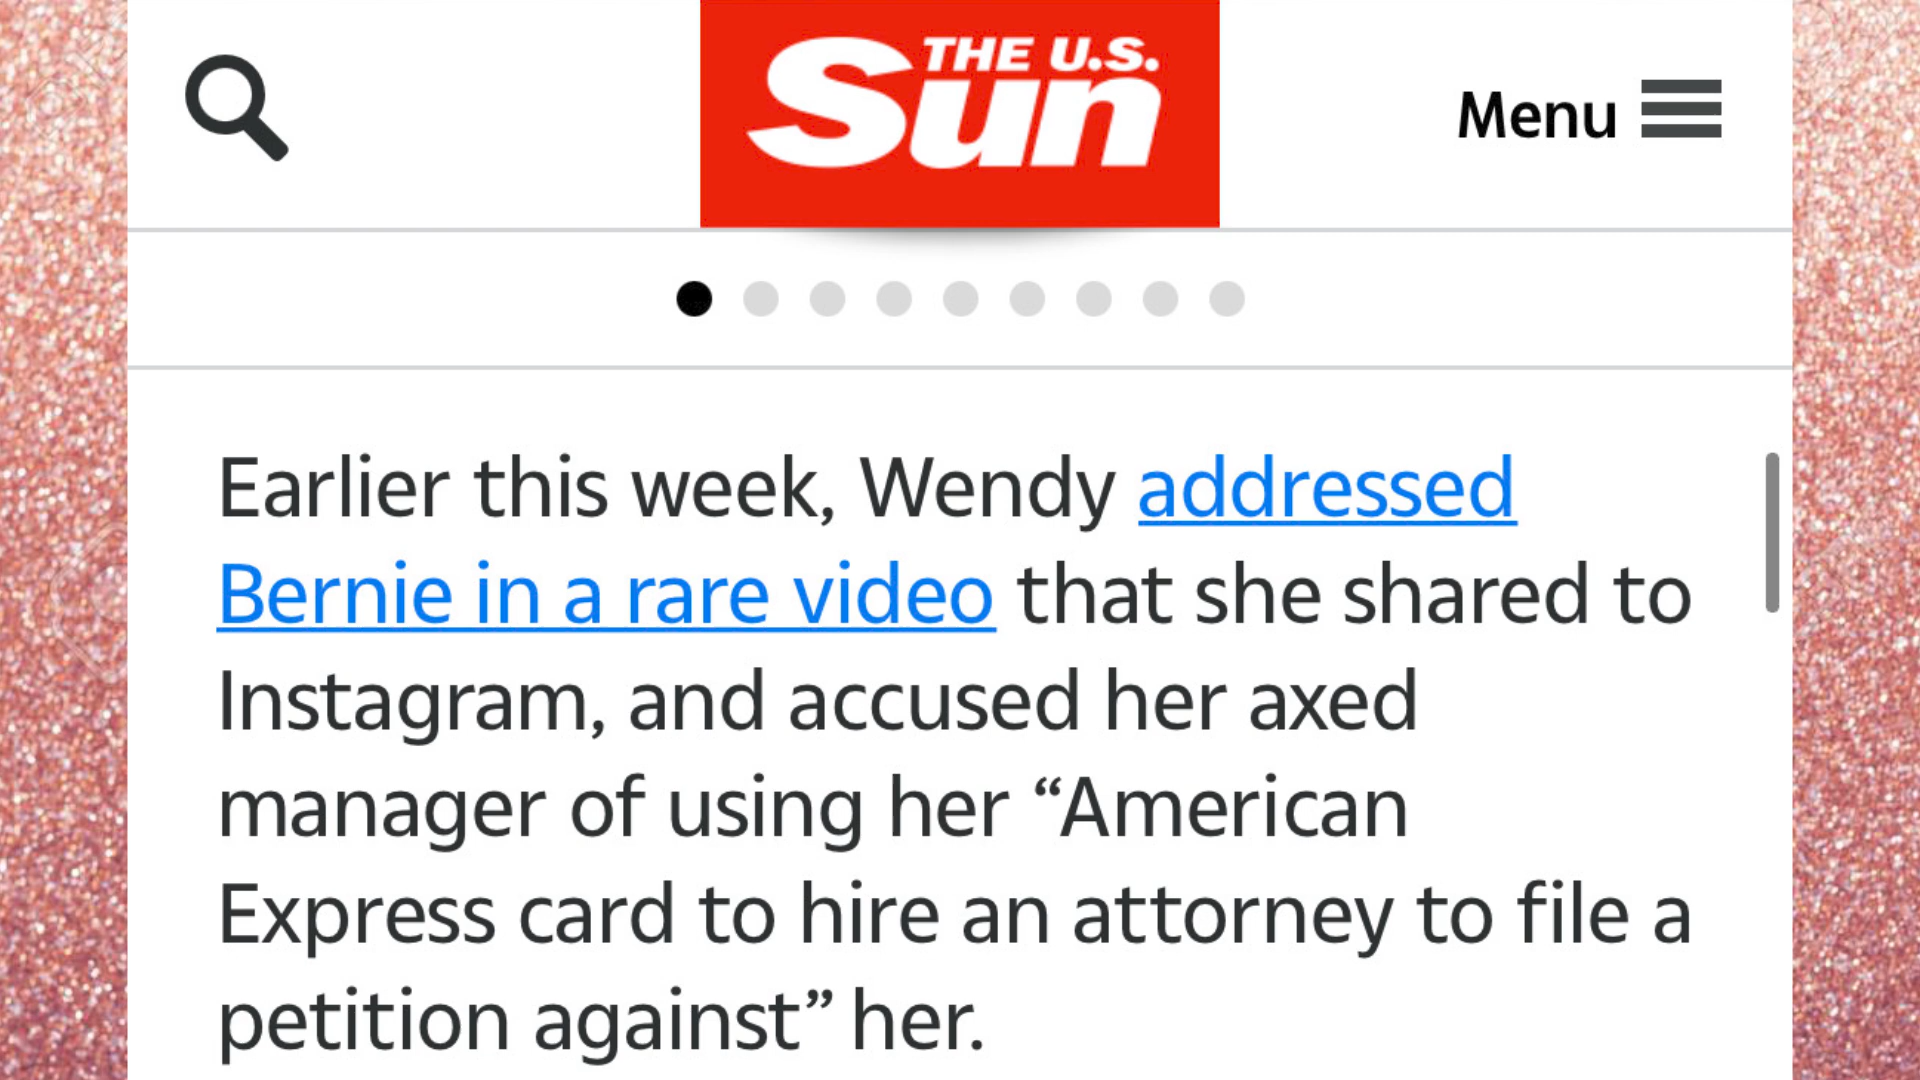 THE U.S.
Sun
Menu
Earlier this week, Wendy addressed
Bernie in a rare video that she shared to
Instagram, and accused her axed
manager of using her “American
Express card to hire an attorney to file a
petition against” her.